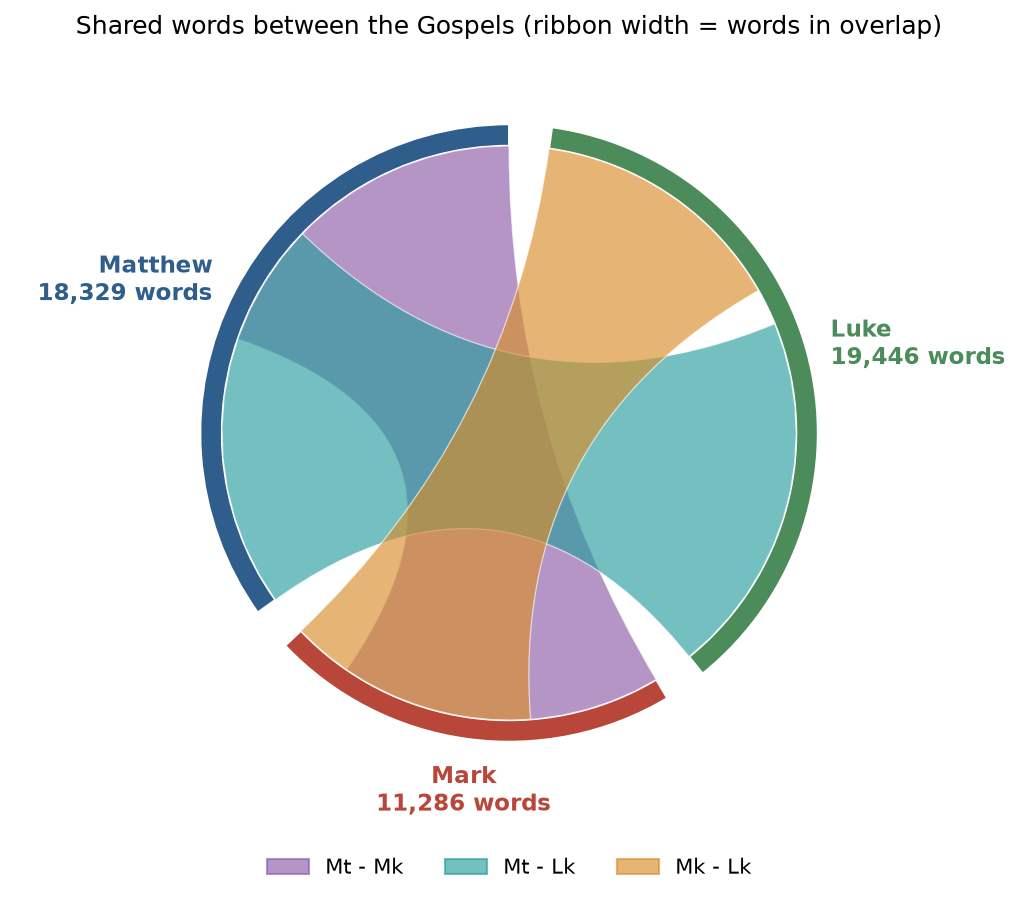 Shared words between the Gospels (ribbon width = words in overlap)
Matthew
18,329 words
Luke
19,446 words
Mark
11,286 words
Mt - Mk
Mt - Lk
Mk - Lk